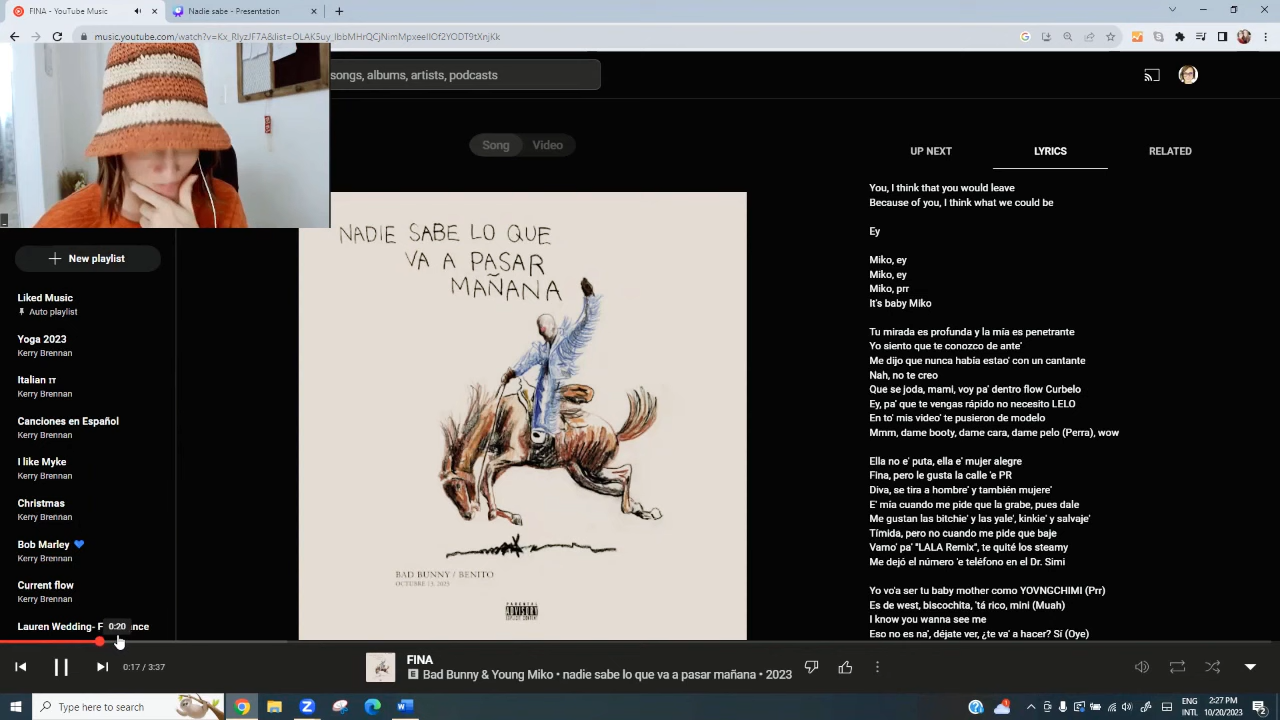 FINA - YouTube Music
Nadie sabe - Presentation
music.youtube.com/watch?v=Kx_RlyzJF7A&list=OLAK5uy_lbbMHrQCjNimMpxeeIIOf2YODT9tXnjKk
songs, albums, artists, podcasts
Song
Video
UP NEXT
LYRICS
RELATED
New playlist
Liked Music
Auto playlist
Yoga 2023
Kerry Brennan
Italian
Kerry Brennan
Canciones en Español
Kerry Brennan
I like Myke
Kerry Brennan
Christmas
Kerry Brennan
Bob Marley 💙
Kerry Brennan
Current flow
Kerry Brennan
Lauren Wedding- F nce
0:20
NADIE SABE LO QUE
VA A PASAR
MAÑANA
BAD BUNNY / BENITO
OCTUBRE 13, 2023
PARENTAL
ADVISORY
EXPLICIT CONTENT
You, I think that you would leave
Because of you, I think what we could be
Ey
Miko, ey
Miko, ey
Miko, prr
It's baby Miko
Tu mirada es profunda y la mía es penetrante
Yo siento que te conozco de ante'
Me dijo que nunca había estao' con un cantante
Nah, no te creo
Que se joda, mami, voy pa' dentro flow Curbelo
Ey, pa' que te vengas rápido no necesito LELO
En to' mis video' te pusieron de modelo
Mmm, dame booty, dame cara, dame pelo (Perra), wow
Ella no e' puta, ella e' mujer alegre
Fina, pero le gusta la calle 'e PR
Diva, se tira a hombre' y también mujere'
E' mía cuando me pide que la grabe, pues dale
Me gustan las bitchie' y las yale', kinkie' y salvaje'
Tímida, pero no cuando me pide que baje
Vamo' pa' "LALA Remix", te quité los steamy
Me dejó el número 'e teléfono en el Dr. Simi
Yo vo'a ser tu baby mother como YOVNGCHIMI (Prr)
Es de west, biscochita, 'tá rico, mini (Muah)
I know you wanna see me
Eso no es na', déjate ver, ¿te va' a hacer? Sí (Oye)
0:17 / 3:37
FINA
E Bad Bunny & Young Miko • nadie sabe lo que va a pasar mañana • 2023
Type here to search
ENG
INTL
2:27 PM
10/20/2023